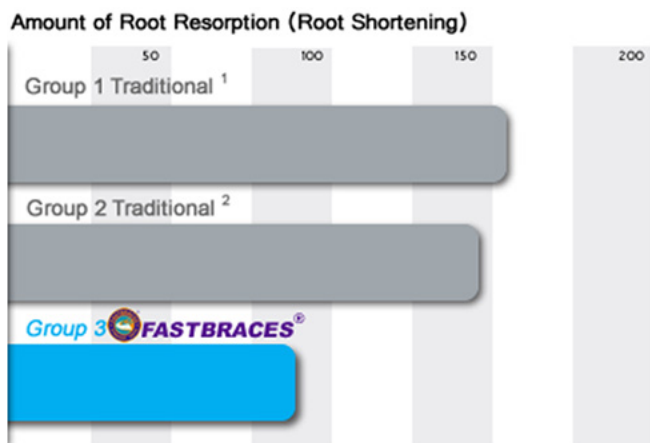 Amount of Root Resorption (Root Shortening)
50 100 150 200
Group 1 Traditional 1
Group 2 Traditional 2
Group 3 FASTBRACES®